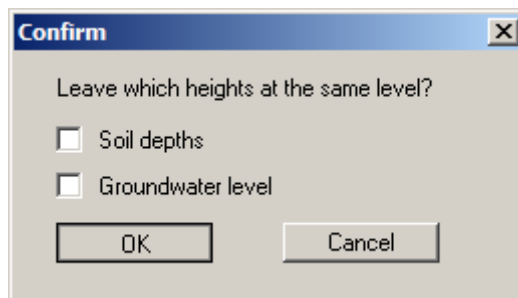 Confirm
Leave which heights at the same level?
Soil depths
Groundwater level
OK
Cancel